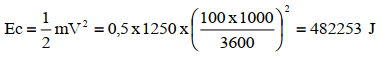 Ec = 1/2 mV² = 0,5 x 1250 x (100 x 1000 / 3600)² = 482253 J